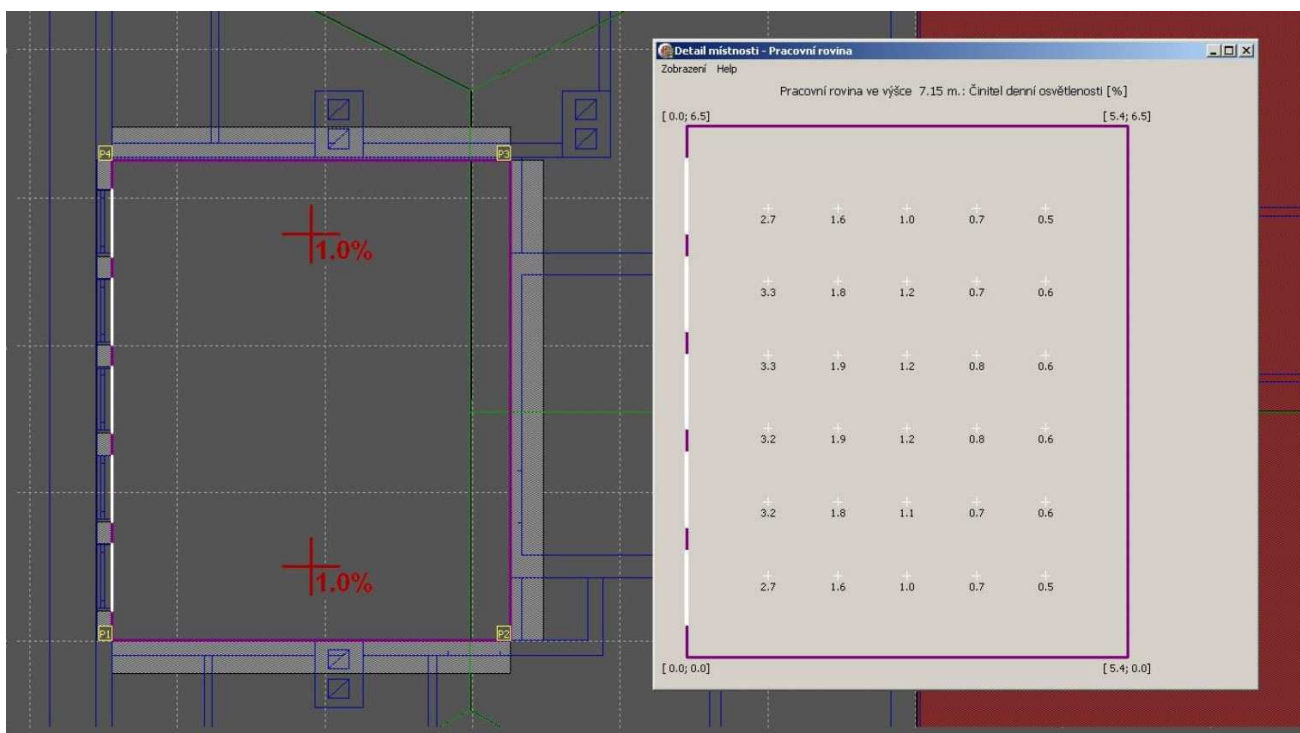 P4
P3
1.0%
1.0%
P1
P2
Detail místnosti - Pracovní rovina
Zobrazení Help
Pracovní rovina ve výšce 7.15 m.: Činitel denní osvětlenosti [%]
[ 0.0; 6.5] [ 5.4; 6.5]
2.7 1.6 1.0 0.7 0.5
3.3 1.8 1.2 0.7 0.6
3.3 1.9 1.2 0.8 0.6
3.2 1.9 1.2 0.8 0.6
3.2 1.8 1.1 0.7 0.6
2.7 1.6 1.0 0.7 0.5
[ 0.0; 0.0] [ 5.4; 0.0]